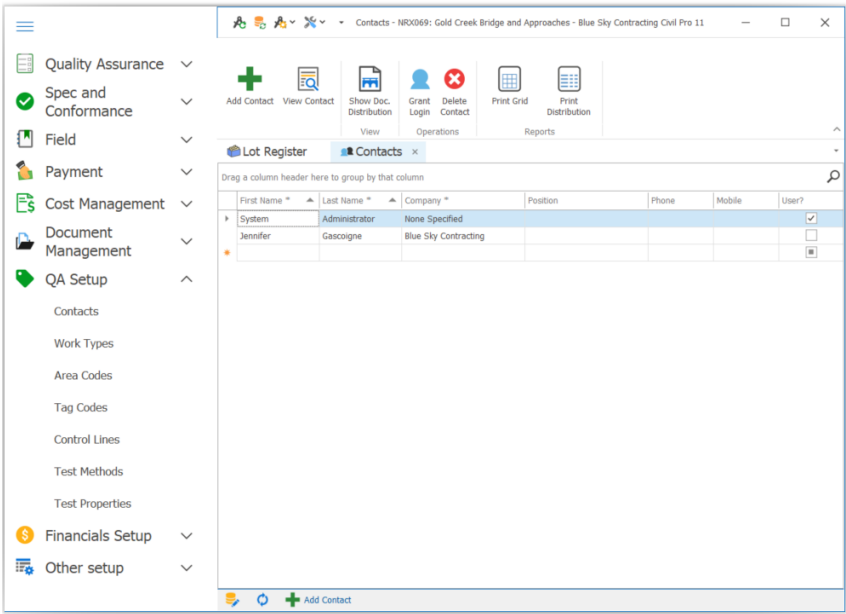 Contacts - NRX069: Gold Creek Bridge and Approaches - Blue Sky Contracting Civil Pro 11
Quality Assurance
Spec and
Conformance
Field
Payment
Cost Management
Document
Management
QA Setup
Contacts
Work Types
Area Codes
Tag Codes
Control Lines
Test Methods
Test Properties
Financials Setup
Other setup
Add Contact
View Contact
Show Doc.
Distribution
Grant
Login
Delete
Contact
Print Grid
Print
Distribution
View
Operations
Reports
Lot Register
Contacts
Drag a column header here to group by that column
First Name * Last Name * Company * Position Phone Mobile User?
System Administrator None Specified
Jennifer Gascoigne Blue Sky Contracting
Add Contact